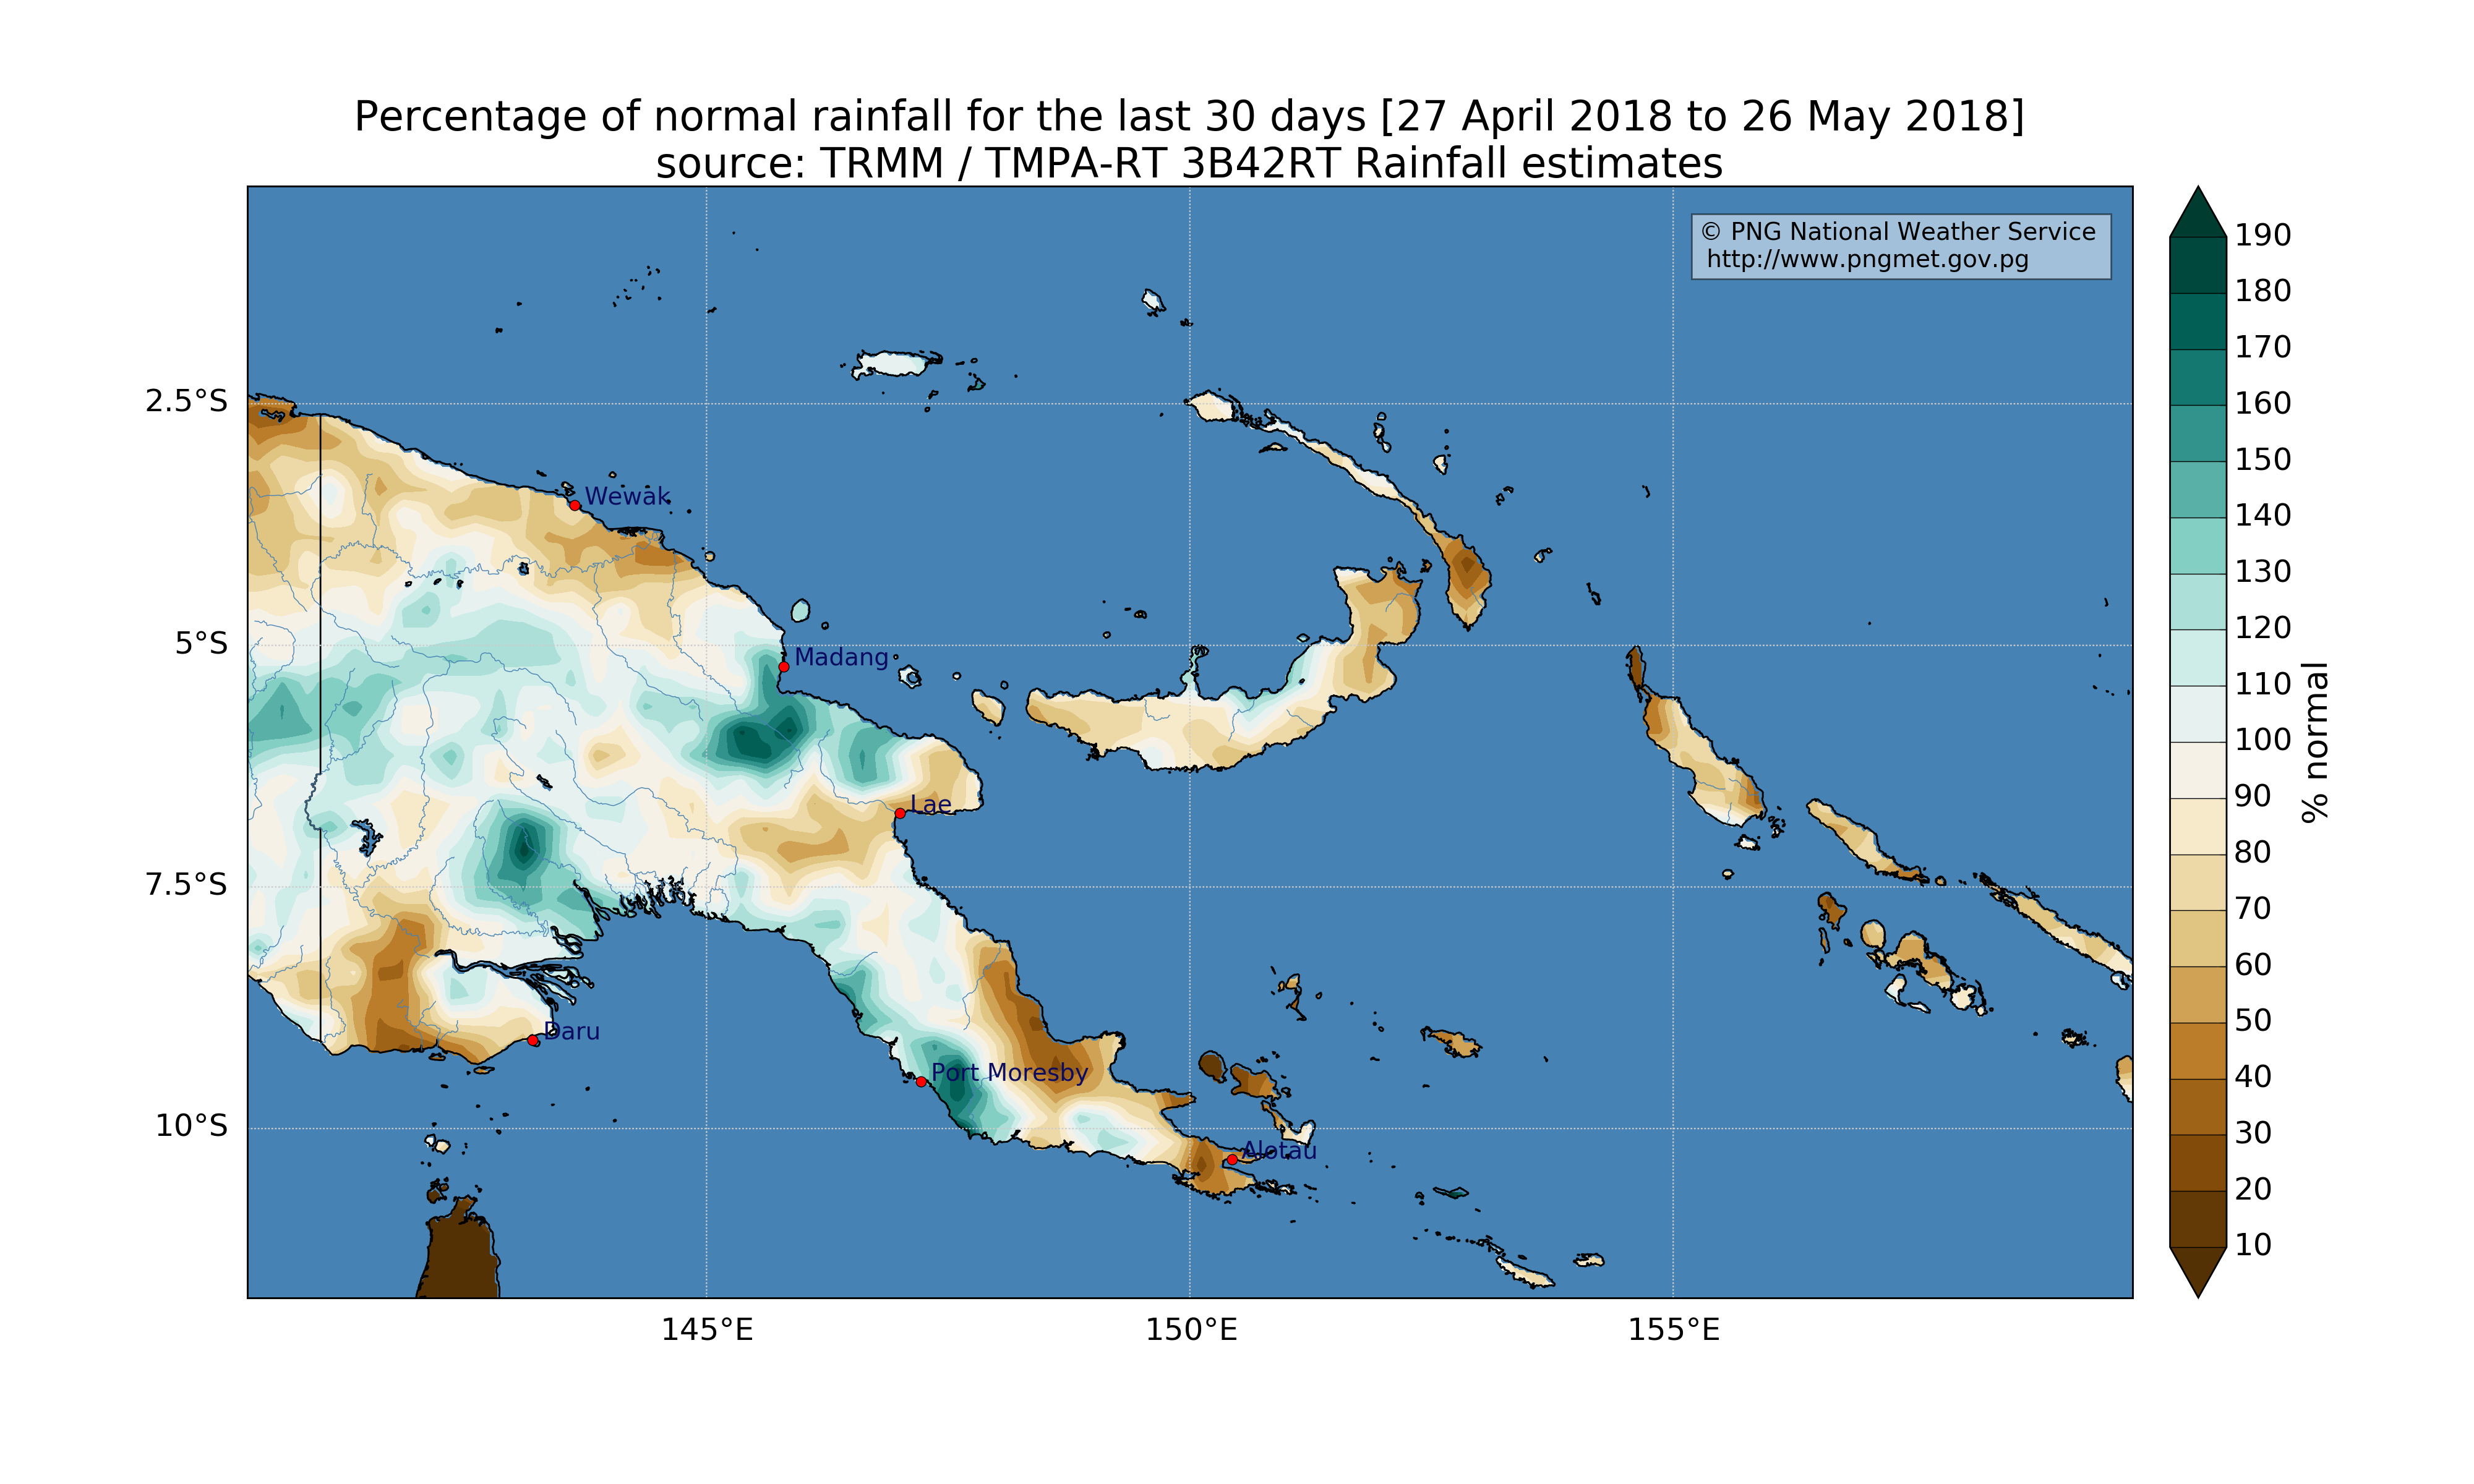 Percentage of normal rainfall for the last 30 days [27 April 2018 to 26 May 2018]
source: TRMM / TMPA-RT 3B42RT Rainfall estimates
© PNG National Weather Service
http://www.pngmet.gov.pg
2.5°S
5°S
7.5°S
10°S
Wewak
Madang
Lae
Daru
Port Moresby
Alotau
145°E
150°E
155°E
190
180
170
160
150
140
130
120
110
100
90
80
70
60
50
40
30
20
10
% normal